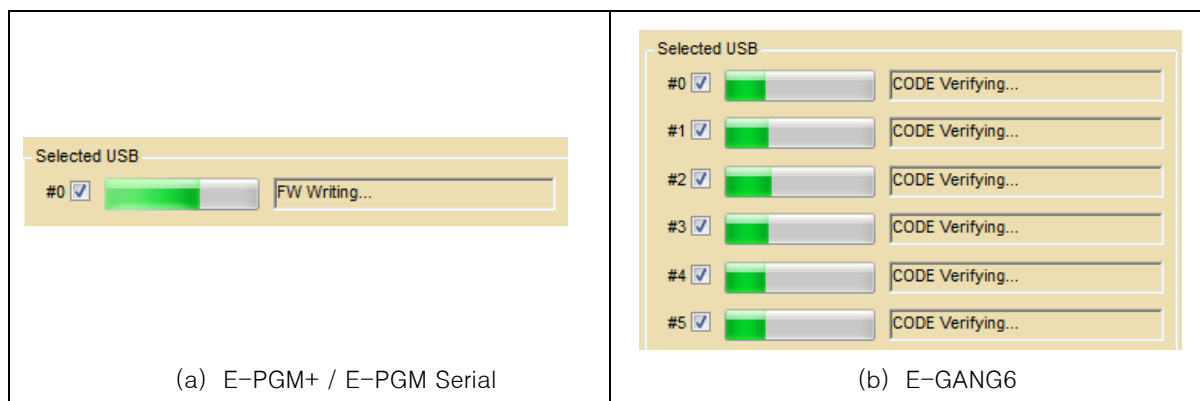 Selected USB
#0
FW Writing...
(a) E-PGM+ / E-PGM Serial
Selected USB
#0
CODE Verifying...
#1
CODE Verifying...
#2
CODE Verifying...
#3
CODE Verifying...
#4
CODE Verifying...
#5
CODE Verifying...
(b) E-GANG6